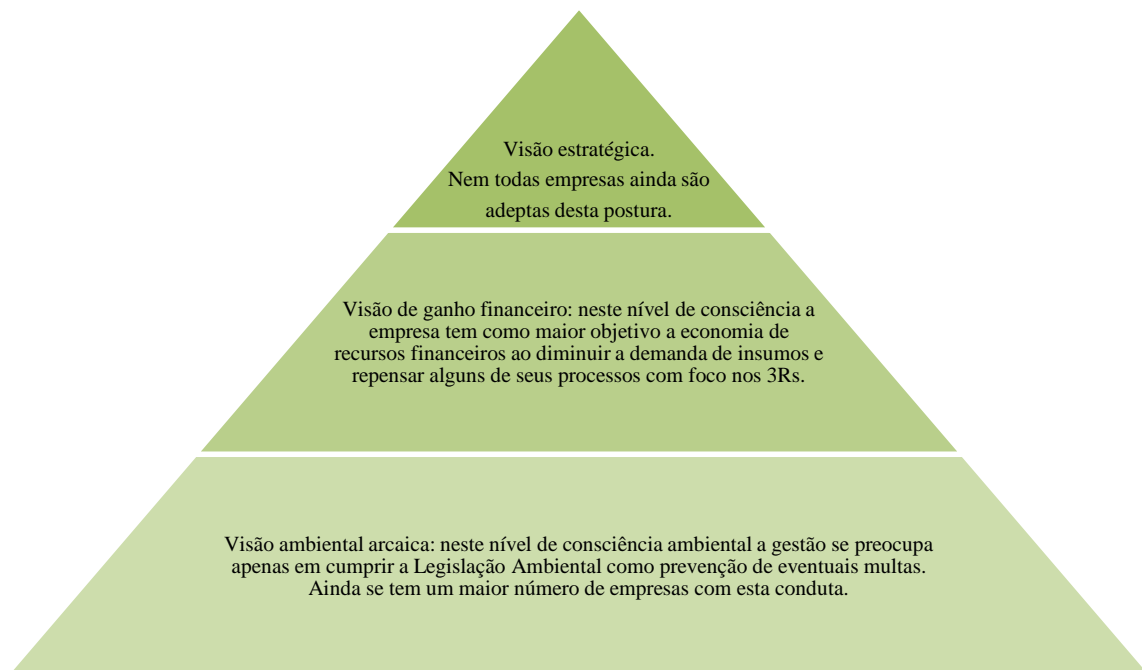 Visão estratégica.
Nem todas empresas ainda são
adeptas desta postura.
Visão de ganho financeiro: neste nível de consciência a
empresa tem como maior objetivo a economia de
recursos financeiros ao diminuir a demanda de insumos e
repensar alguns de seus processos com foco nos 3Rs.
Visão ambiental arcaica: neste nível de consciência ambiental a gestão se preocupa
apenas em cumprir a Legislação Ambiental como prevenção de eventuais multas.
Ainda se tem um maior número de empresas com esta conduta.